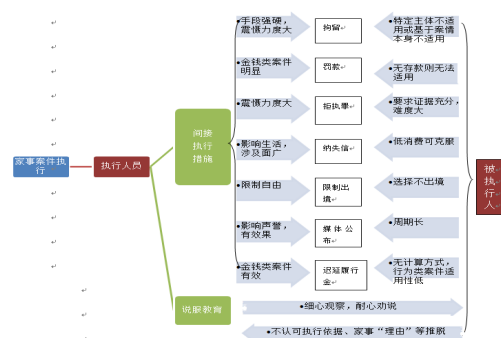 家事案件执
行
执行人员
间接
执行
措施
说服教育
•手段强硬，
震慑力度大
拘留
•特定主体不适
用或基于案情
本身不适用
•金钱类案件
明显
罚款
•无存款则无法
适用
•震慑力度大
拒执罪
•要求证据充分，
难度大
•影响生活，
涉及面广
纳失信
•低消费可克服
•限制自由
限制出
境
•选择不出境
•影响声誉，
有效果
媒体公
布
•周期长
•金钱类案件
有效
迟延履行
金
•无计算方式，
行为类案件适
用性低
被
执
行
人
•细心观察，耐心劝说
•不认可执行依据、家事“理由”等推脱